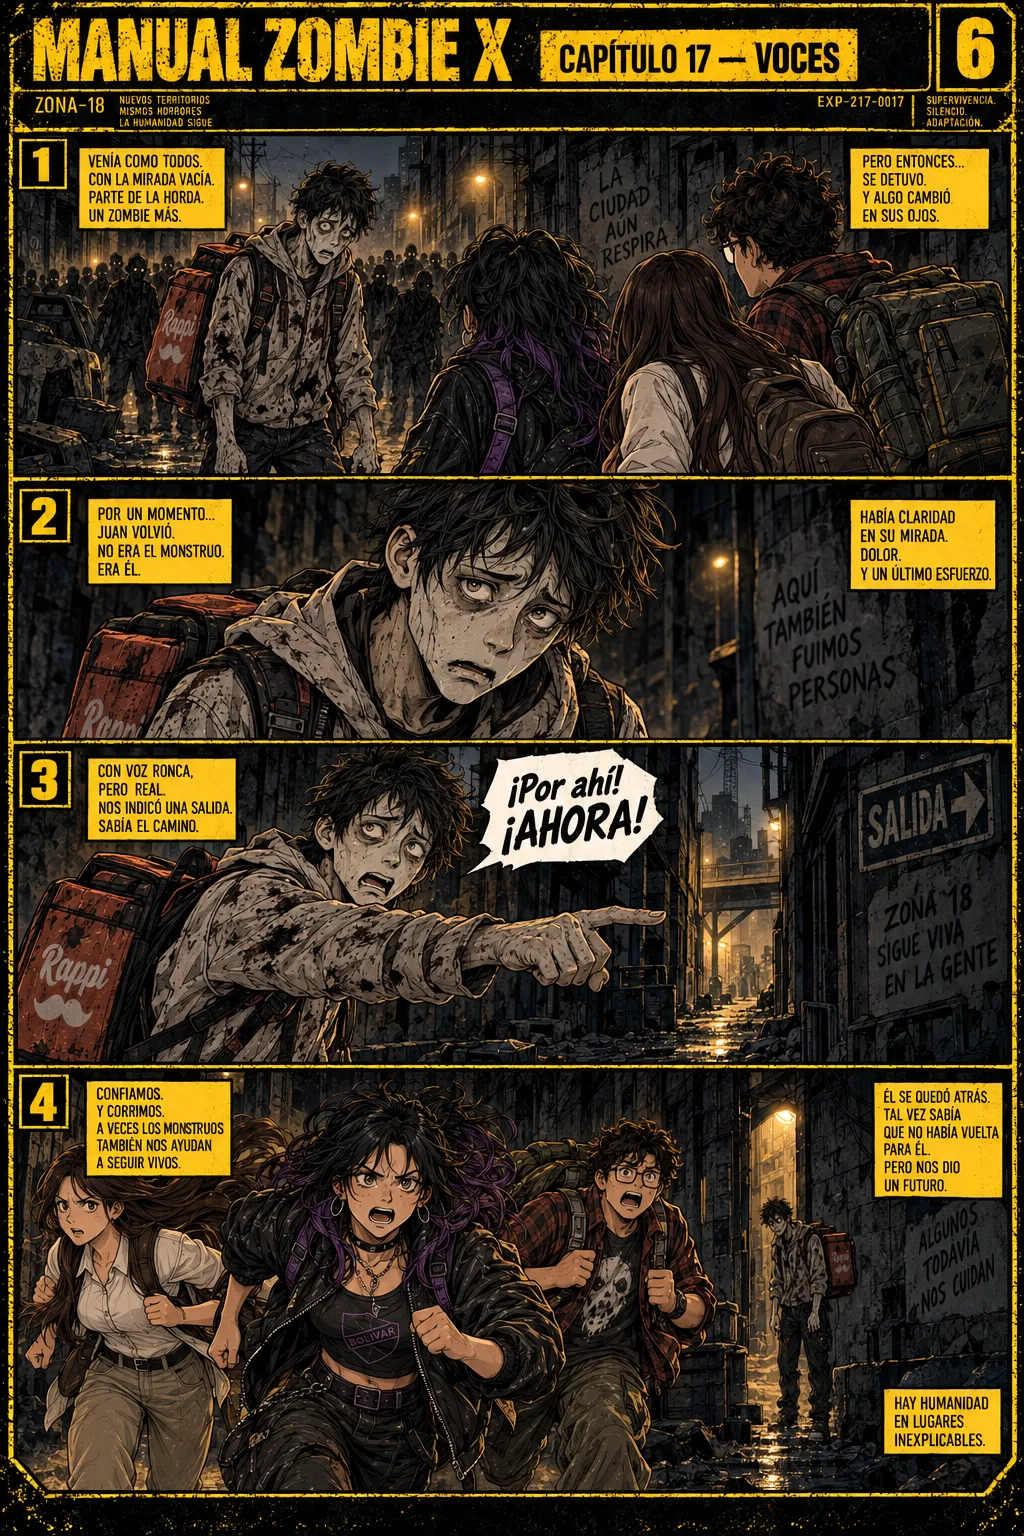 MANUAL ZOMBIE X
CAPÍTULO 17 — VOCES
6
ZONA-18
NUEVOS TERRITORIOS
MISMOS HORRORES
LA HUMANIDAD SIGUE
EXP-217-0017
SUPERVIVENCIA.
SILENCIO.
ADAPTACIÓN.
1
VENÍA COMO TODOS.
CON LA MIRADA VACÍA.
PARTE DE LA HORDA.
UN ZOMBIE MÁS.
PERO ENTONCES...
SE DETUVO.
Y ALGO CAMBIÓ
EN SUS OJOS.
LA
CIUDAD
AÚN
RESPIRA
Rappi
2
POR UN MOMENTO...
JUAN VOLVIÓ.
NO ERA EL MONSTRUO.
ERA ÉL.
HABÍA CLARIDAD
EN SU MIRADA.
DOLOR.
Y UN ÚLTIMO ESFUERZO.
AQUÍ
TAMBIÉN
FUIMOS
PERSONAS
Rappi
3
CON VOZ RONCA,
PERO REAL.
NOS INDICÓ UNA SALIDA.
SABÍA EL CAMINO.
¡Por ahí!
¡AHORA!
SALIDA→
ZONA 18
SIGUE VIVA
EN LA GENTE
Rappi
4
CONFIAMOS.
Y CORRIMOS.
A VECES LOS MONSTRUOS
TAMBIÉN NOS AYUDAN
A SEGUIR VIVOS.
ÉL SE QUEDÓ ATRÁS.
TAL VEZ SABÍA
QUE NO HABÍA VUELTA
PARA ÉL.
PERO NOS DIO
UN FUTURO.
ALGUNOS
TODAVÍA
NOS CUIDAN
Rappi
BOLIVAR
HAY HUMANIDAD
EN LUGARES
INEXPLICABLES.